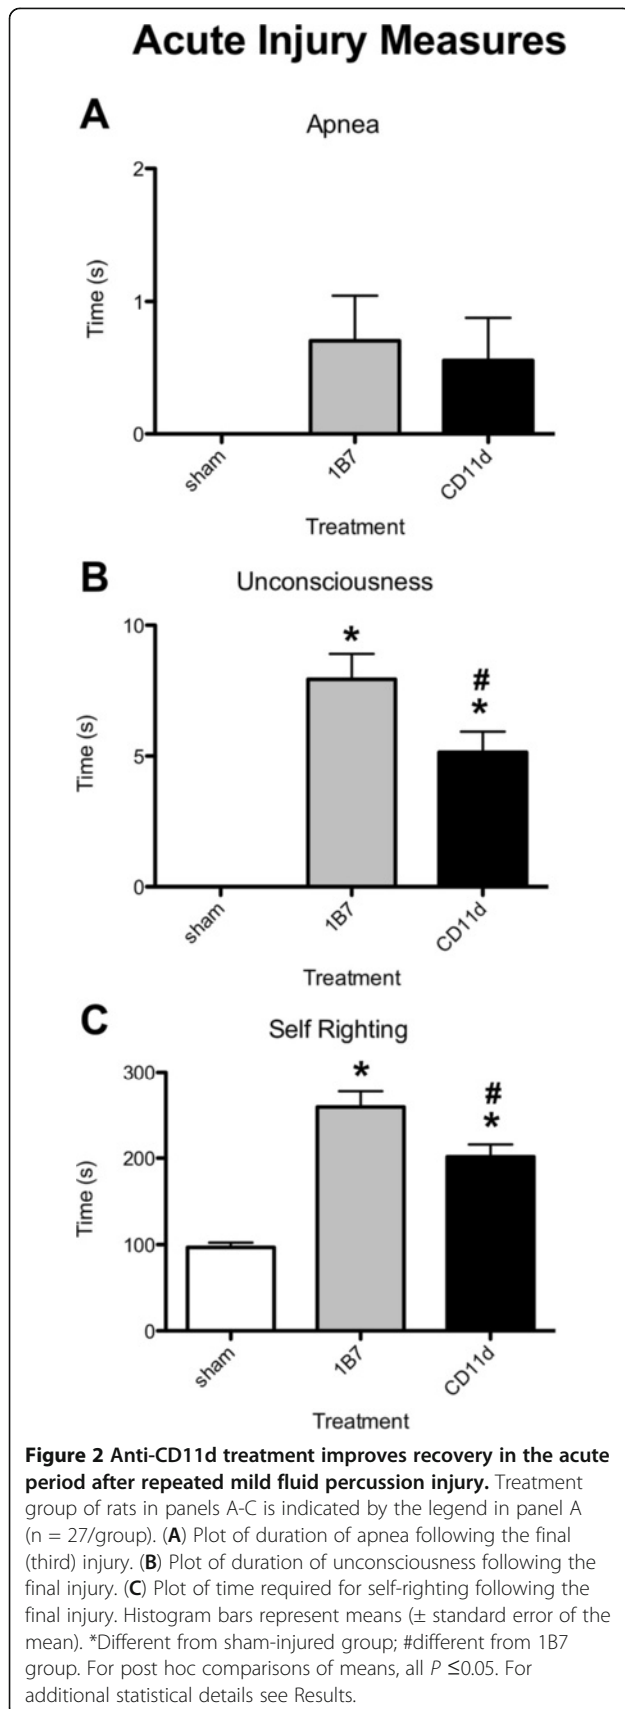 Acute Injury Measures
A
Apnea
2
1
0
Time (s)
sham
1B7
CD11d
Treatment
B
Unconsciousness
10
5
0
Time (s)
*
#
*
sham
1B7
CD11d
Treatment
C
Self Righting
300
200
100
0
Time (s)
*
#
*
sham
1B7
CD11d
Treatment
Figure 2 Anti-CD11d treatment improves recovery in the acute
period after repeated mild fluid percussion injury. Treatment
group of rats in panels A-C is indicated by the legend in panel A
(n = 27/group). (A) Plot of duration of apnea following the final
(third) injury. (B) Plot of duration of unconsciousness following the
final injury. (C) Plot of time required for self-righting following the
final injury. Histogram bars represent means (± standard error of the
mean). *Different from sham-injured group; #different from 1B7
group. For post hoc comparisons of means, all P ≤0.05. For
additional statistical details see Results.